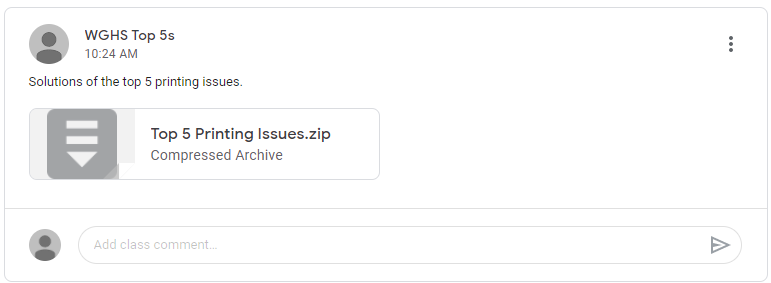 WGHS Top 5s
10:24 AM
Solutions of the top 5 printing issues.
Top 5 Printing Issues.zip
Compressed Archive
Add class comment...